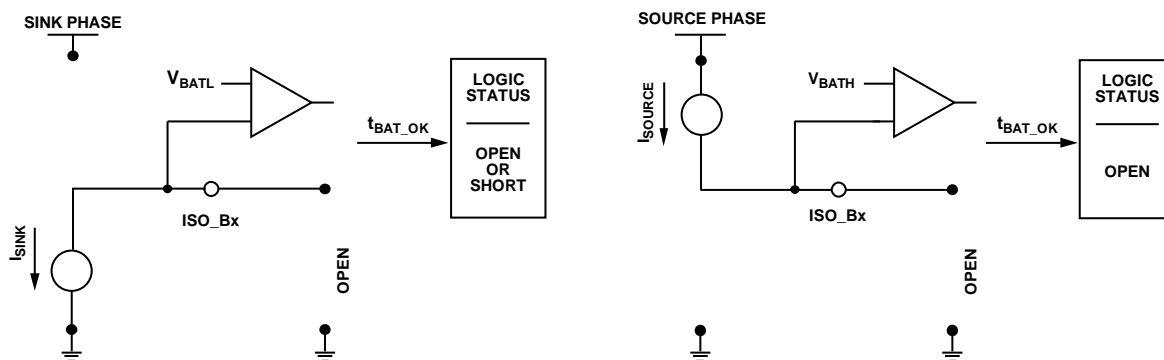 SINK PHASE
V_BATL
t_BAT_OK
LOGIC
STATUS
OPEN
OR
SHORT
ISO_Bx
I_SINK
OPEN
SOURCE PHASE
I_SOURCE
V_BATH
t_BAT_OK
LOGIC
STATUS
OPEN
ISO_Bx
OPEN